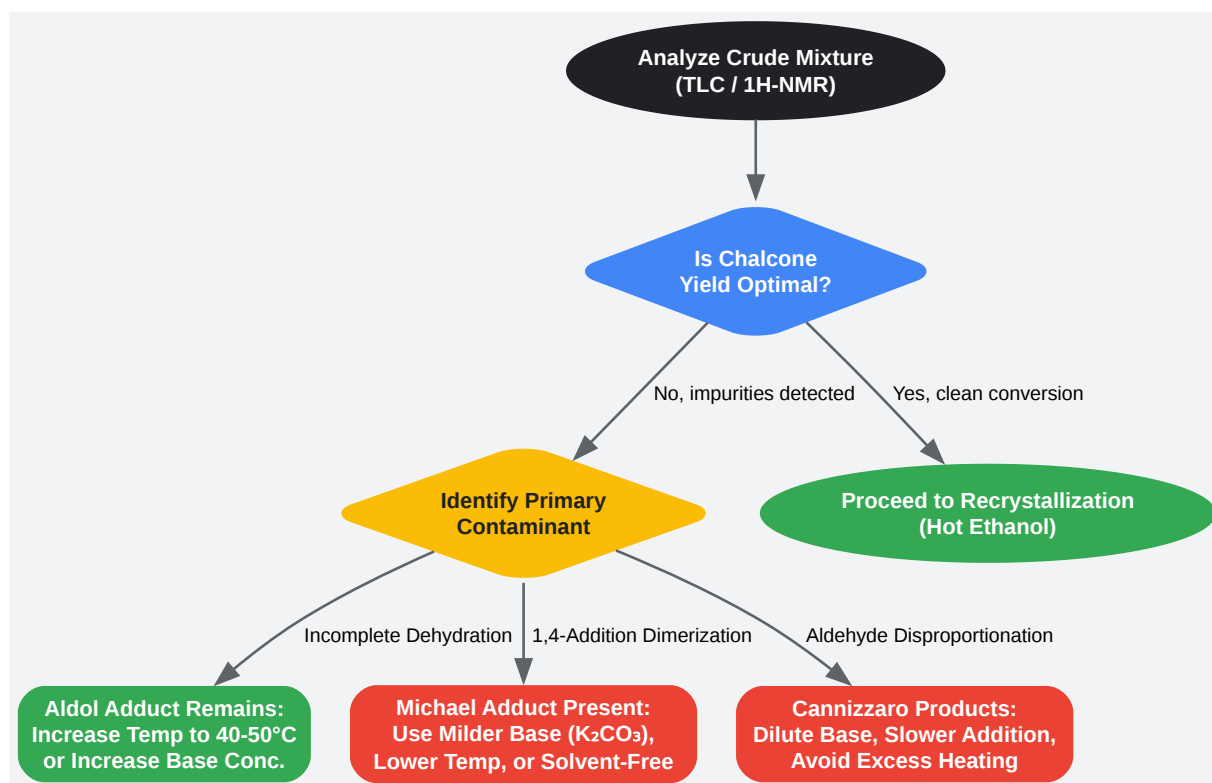 Analyze Crude Mixture
(TLC / 1H-NMR)
Is Chalcone
Yield Optimal?
No, impurities detected
Yes, clean conversion
Identify Primary
Contaminant
Proceed to Recrystallization
(Hot Ethanol)
Incomplete Dehydration
1,4-Addition Dimerization
Aldehyde Disproportionation
Aldol Adduct Remains:
Increase Temp to 40-50°C
or Increase Base Conc.
Michael Adduct Present:
Use Milder Base (K₂CO₃),
Lower Temp, or Solvent-Free
Cannizzaro Products:
Dilute Base, Slower Addition,
Avoid Excess Heating